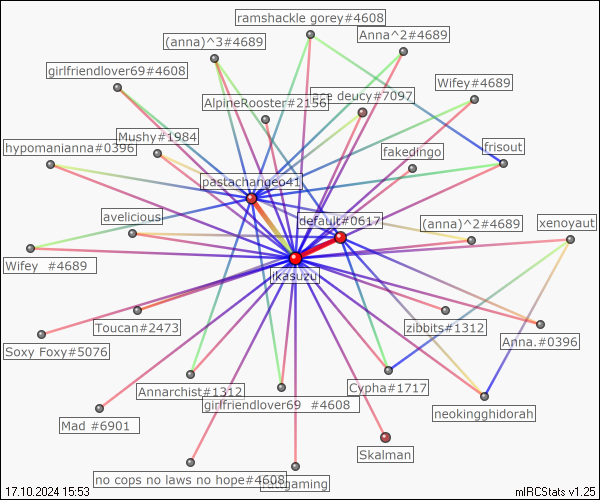 ramshackle gorey#4608
(anna)^3#4689
Anna^2#4689
girlfriendlover69#4608
Wifey#4689
AlpineRooster#2156
ace deucy#7097
Mushy#1984
hypomanianna#0396
fakedingo
frisout
pastachangeo41
avelicious
default#0617
(anna)^2#4689
xenoyaut
Wifey #4689
ikasuzu
Toucan#2473
zibbits#1312
Soxy Foxy#5076
Anna.#0396
Annarchist#1312
Cypha#1717
girlfriendlover69 #4608
neokingghidorah
Mad #6901
Skalman
no cops no laws no hope#4608
gaming
17.10.2024 15:53
mIRCStats v1.25